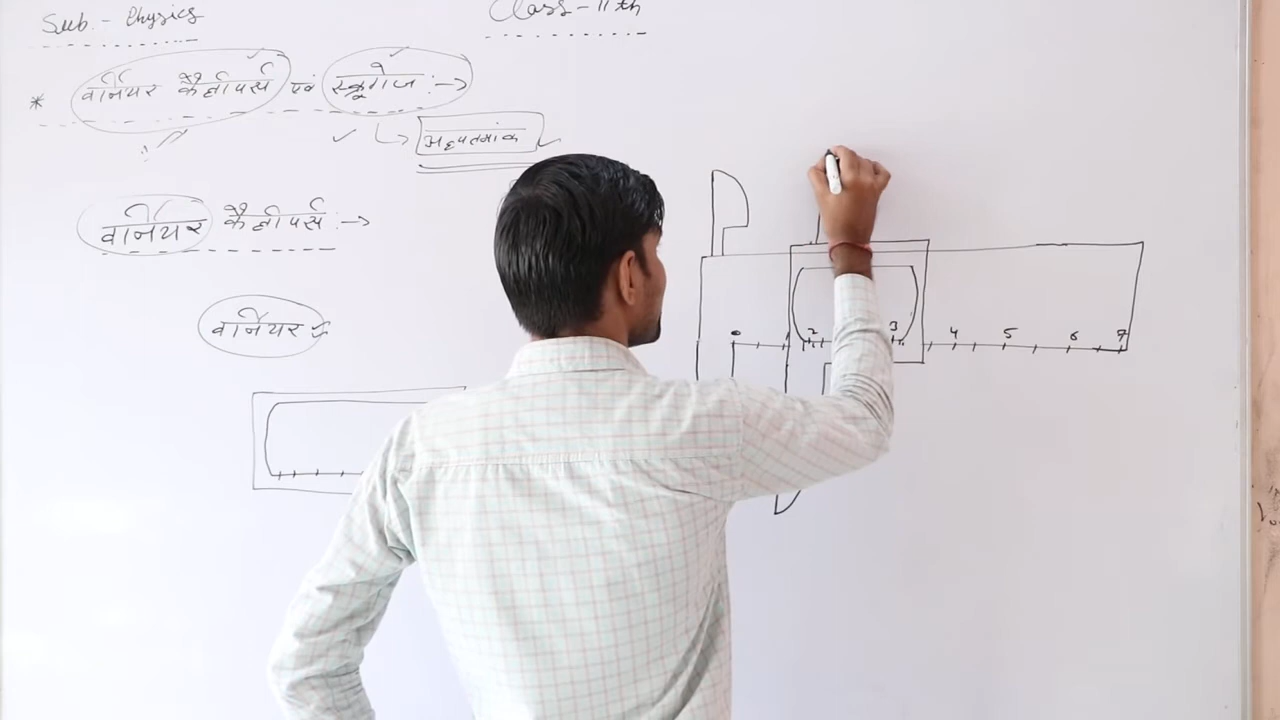 Sub. - Physics
Class - 11th
* वर्नियर कैलीपर्स एवं स्क्रूगेज :→
अल्पतमांक
वर्नियर कैलीपर्स :→
वर्नियर
0 2 3 4 5 6 7